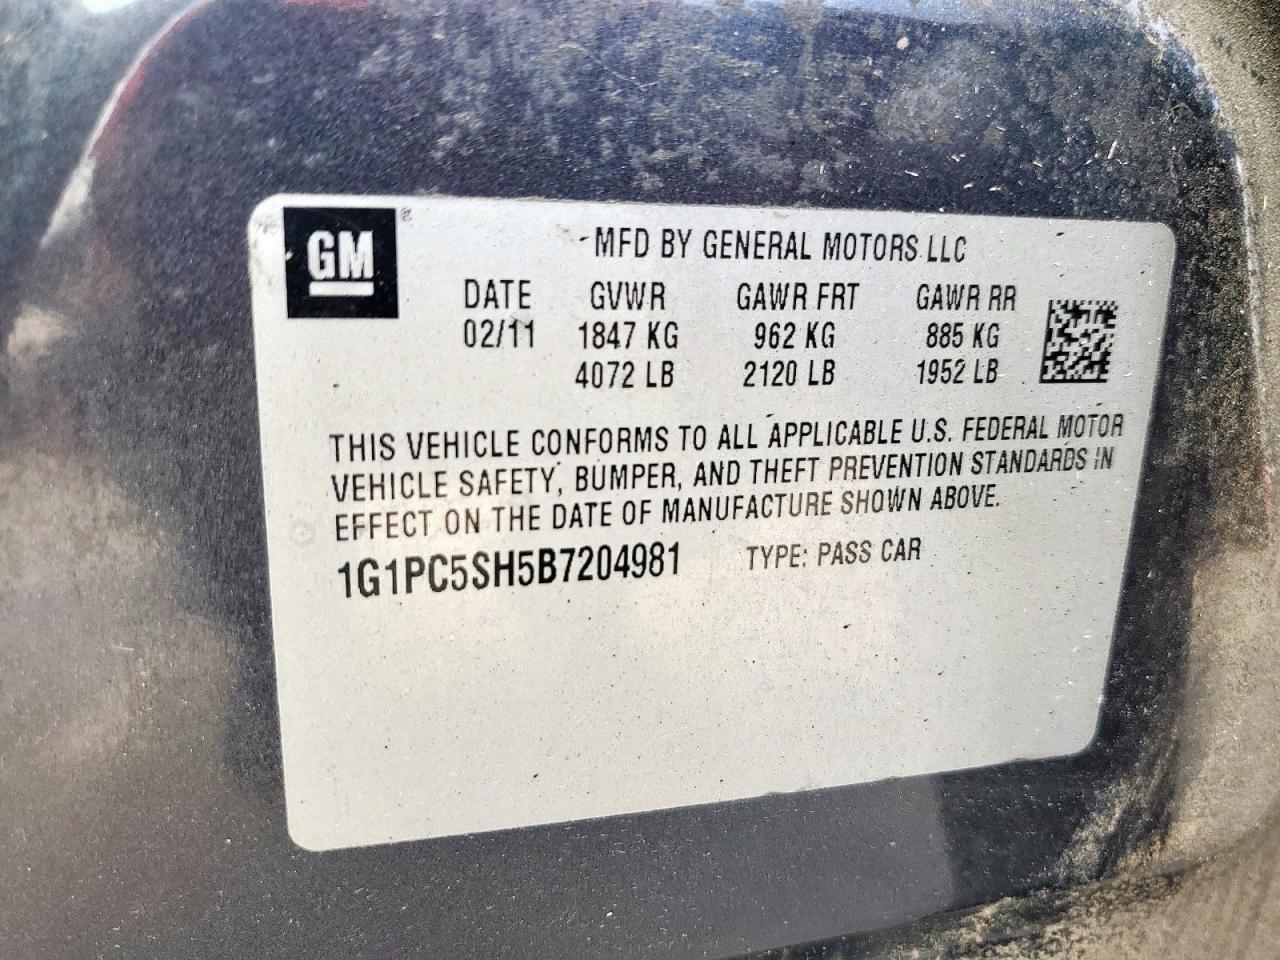 GM ®
MFD BY GENERAL MOTORS LLC
DATE GVWR GAWR FRT GAWR RR
02/11 1847 KG 962 KG 885 KG
4072 LB 2120 LB 1952 LB
THIS VEHICLE CONFORMS TO ALL APPLICABLE U.S. FEDERAL MOTOR
VEHICLE SAFETY, BUMPER, AND THEFT PREVENTION STANDARDS IN
EFFECT ON THE DATE OF MANUFACTURE SHOWN ABOVE.
1G1PC5SH5B7204981 TYPE: PASS CAR